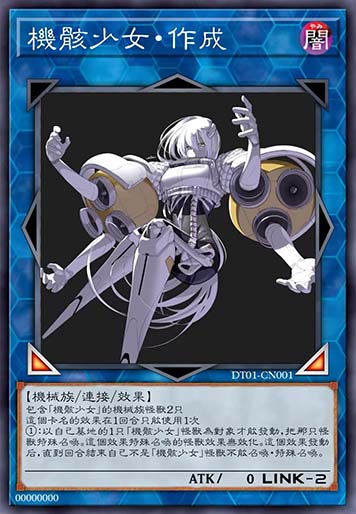 機骸少女・作成
やみ
闇
DT01-CN001
【機械族/連接/效果】
包含「機骸少女」的機械族怪獸2只
這個卡名的效果在1回合只能使用1次
①:以自己墓地的1只「機骸少女」怪獸為對象才能發動,把那只怪
獸特殊召喚。這個效果特殊召喚的怪獸效果無效化。這個效果發動
后,直到回合結束自己不是「機骸少女」怪獸不能召喚・特殊召喚。
ATK/ 0 LINK-2
00000000